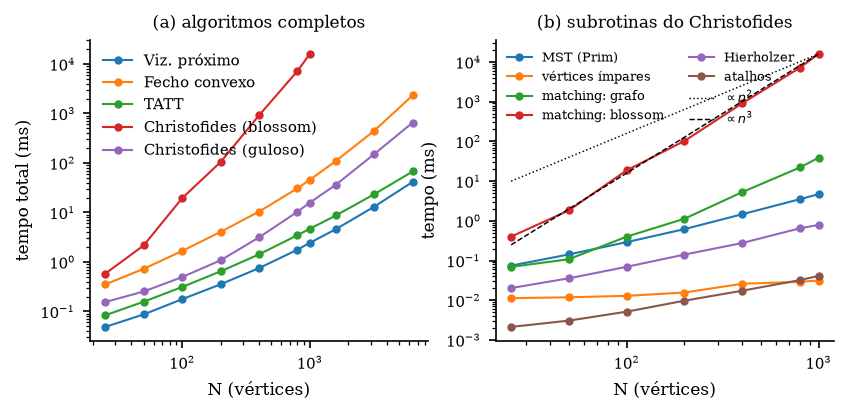 (a) algoritmos completos
tempo total (ms)
10⁴
10³
10²
10¹
10⁰
10⁻¹
Viz. próximo
Fecho convexo
TATT
Christofides (blossom)
Christofides (guloso)
10²
10³
N (vértices)
(b) subrotinas do Christofides
tempo (ms)
10⁴
10³
10²
10¹
10⁰
10⁻¹
10⁻²
10⁻³
MST (Prim)
vértices ímpares
matching: grafo
matching: blossom
Hierholzer
atalhos
∝ n²
∝ n³
10²
10³
N (vértices)